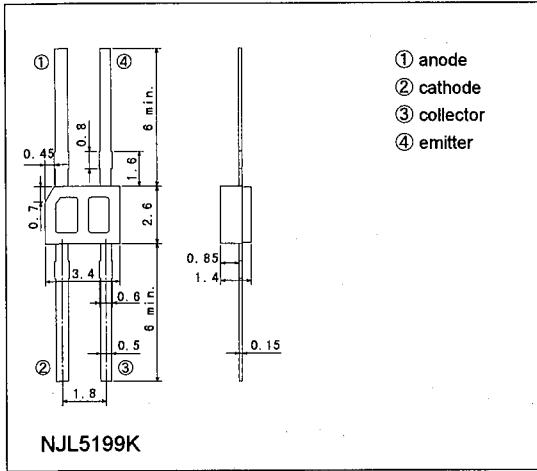 ① anode
② cathode
③ collector
④ emitter
①
④
6 min.
0.8
0.45
1.6
0.7
2.6
0.85
3.4
1.4
0.6
6 min.
0.5
0.15
②
③
1.8
NJL5199K